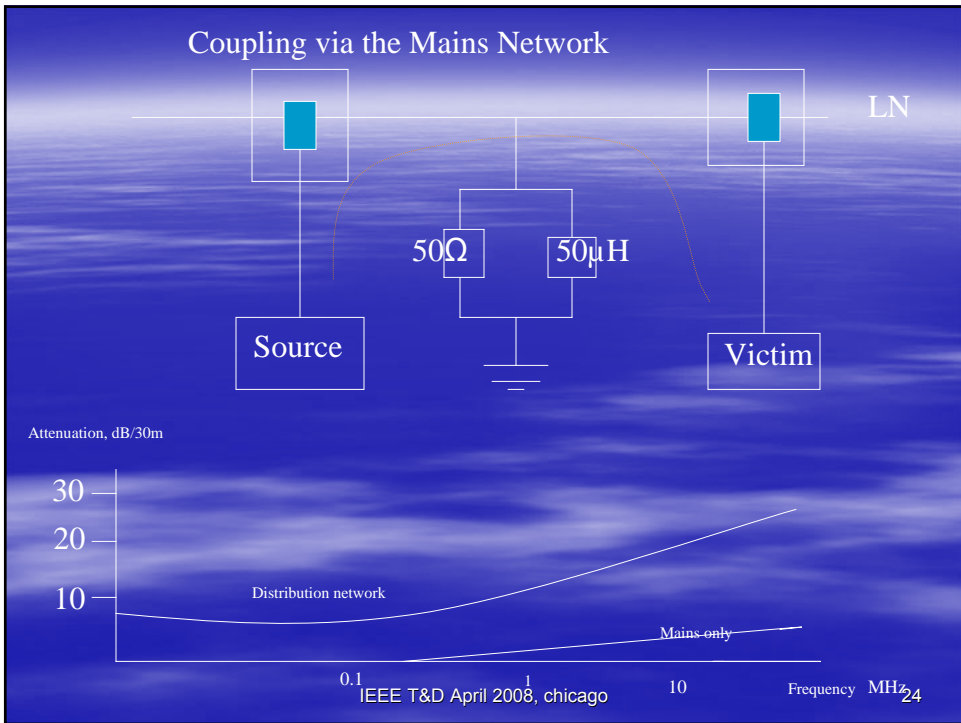 Coupling via the Mains Network
LN
50Ω
50µH
Source
Victim
Attenuation, dB/30m
30
20
10
Distribution network
Mains only
0.1
1
10
Frequency MHz
IEEE T&D April 2008, chicago
24